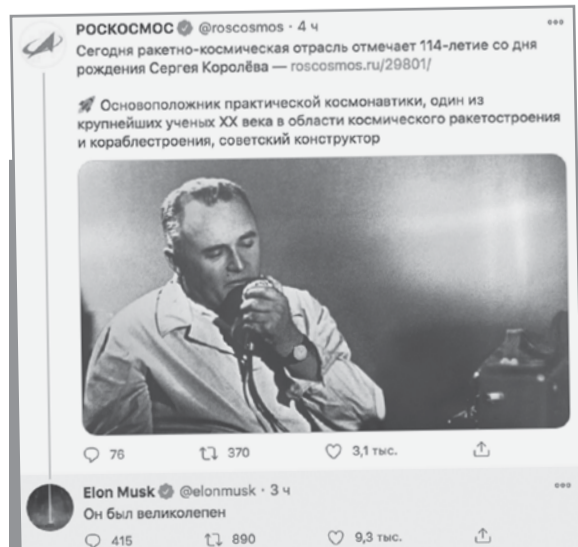 РОСКОСМОС @roscosmos · 4 ч
Сегодня ракетно-космическая отрасль отмечает 114-летие со дня
рождения Сергея Королёва — roscosmos.ru/29801/
Основоположник практической космонавтики, один из
крупнейших ученых XX века в области космического ракетостроения
и кораблестроения, советский конструктор
76 370 3,1 тыс.
Elon Musk @elonmusk · 3 ч
Он был великолепен
415 890 9,3 тыс.